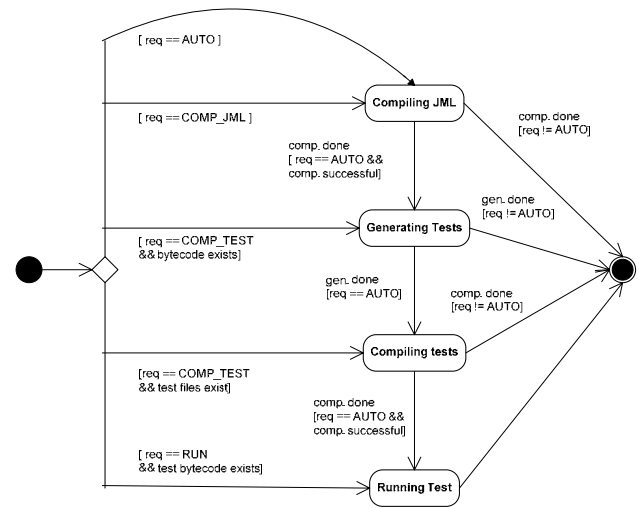 [ req == AUTO ]
Compiling JML
[ req == COMP_JML ]
comp. done
[req != AUTO]
comp. done
[ req == AUTO &&
comp. successful]
gen. done
[req != AUTO]
Generating Tests
[ req == COMP_TEST
&& bytecode exists]
gen. done
[req == AUTO]
comp. done
[req != AUTO]
Compiling tests
[req == COMP_TEST
&& test files exist]
comp. done
[req == AUTO &&
comp. successful]
[ req == RUN
&& test bytecode exists]
Running Test